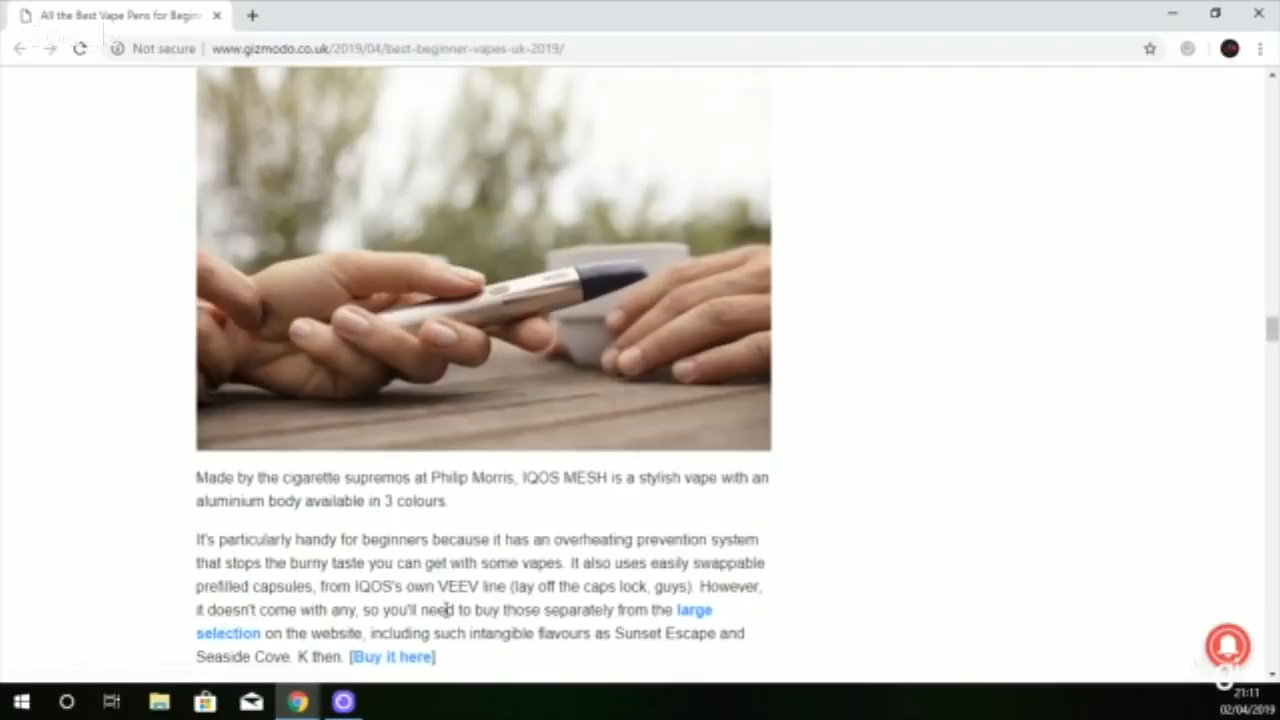 All the Best Vape Pens for Begin
Not secure
www.gizmodo.co.uk/2019/04/best-beginner-vapes-uk-2019/
Made by the cigarette supremos at Philip Morris, IQOS MESH is a stylish vape with an
aluminium body available in 3 colours.
It's particularly handy for beginners because it has an overheating prevention system
that stops the burny taste you can get with some vapes. It also uses easily swappable
prefilled capsules, from IQOS's own VEEV line (lay off the caps lock, guys). However,
it doesn't come with any, so you'll need to buy those separately from the large
selection on the website, including such intangible flavours as Sunset Escape and
Seaside Cove. K then. [Buy it here]
21:11
02/04/2019